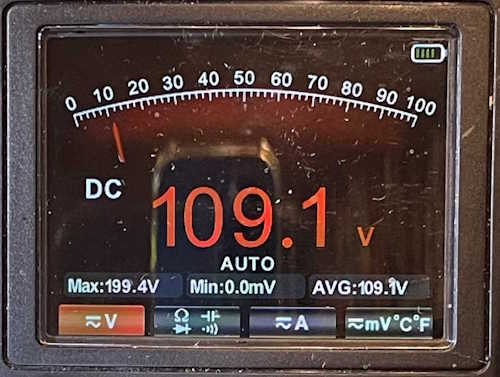 0 10 20 30 40 50 60 70 80 90 100
DC
109.1 V
AUTO
Max:199.4V Min:0.0mV AVG:109.1V
≂V Ω ≂A ≂mV°C°F